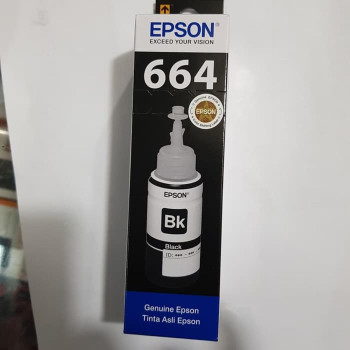 EPSON
EXCEED YOUR VISION
664
EPSON
EPSON
Bk
Black
Genuine Epson
Tinta Asli Epson